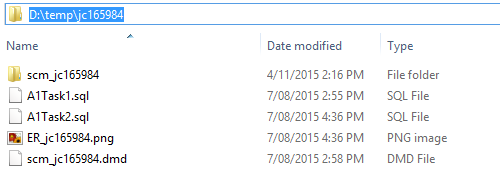 D:\temp\jc165984
Name Date modified Type
scm_jc165984 4/11/2015 2:16 PM File folder
A1Task1.sql 7/08/2015 2:55 PM SQL File
A1Task2.sql 7/08/2015 4:36 PM SQL File
ER_jc165984.png 7/08/2015 4:36 PM PNG image
scm_jc165984.dmd 7/08/2015 2:58 PM DMD File